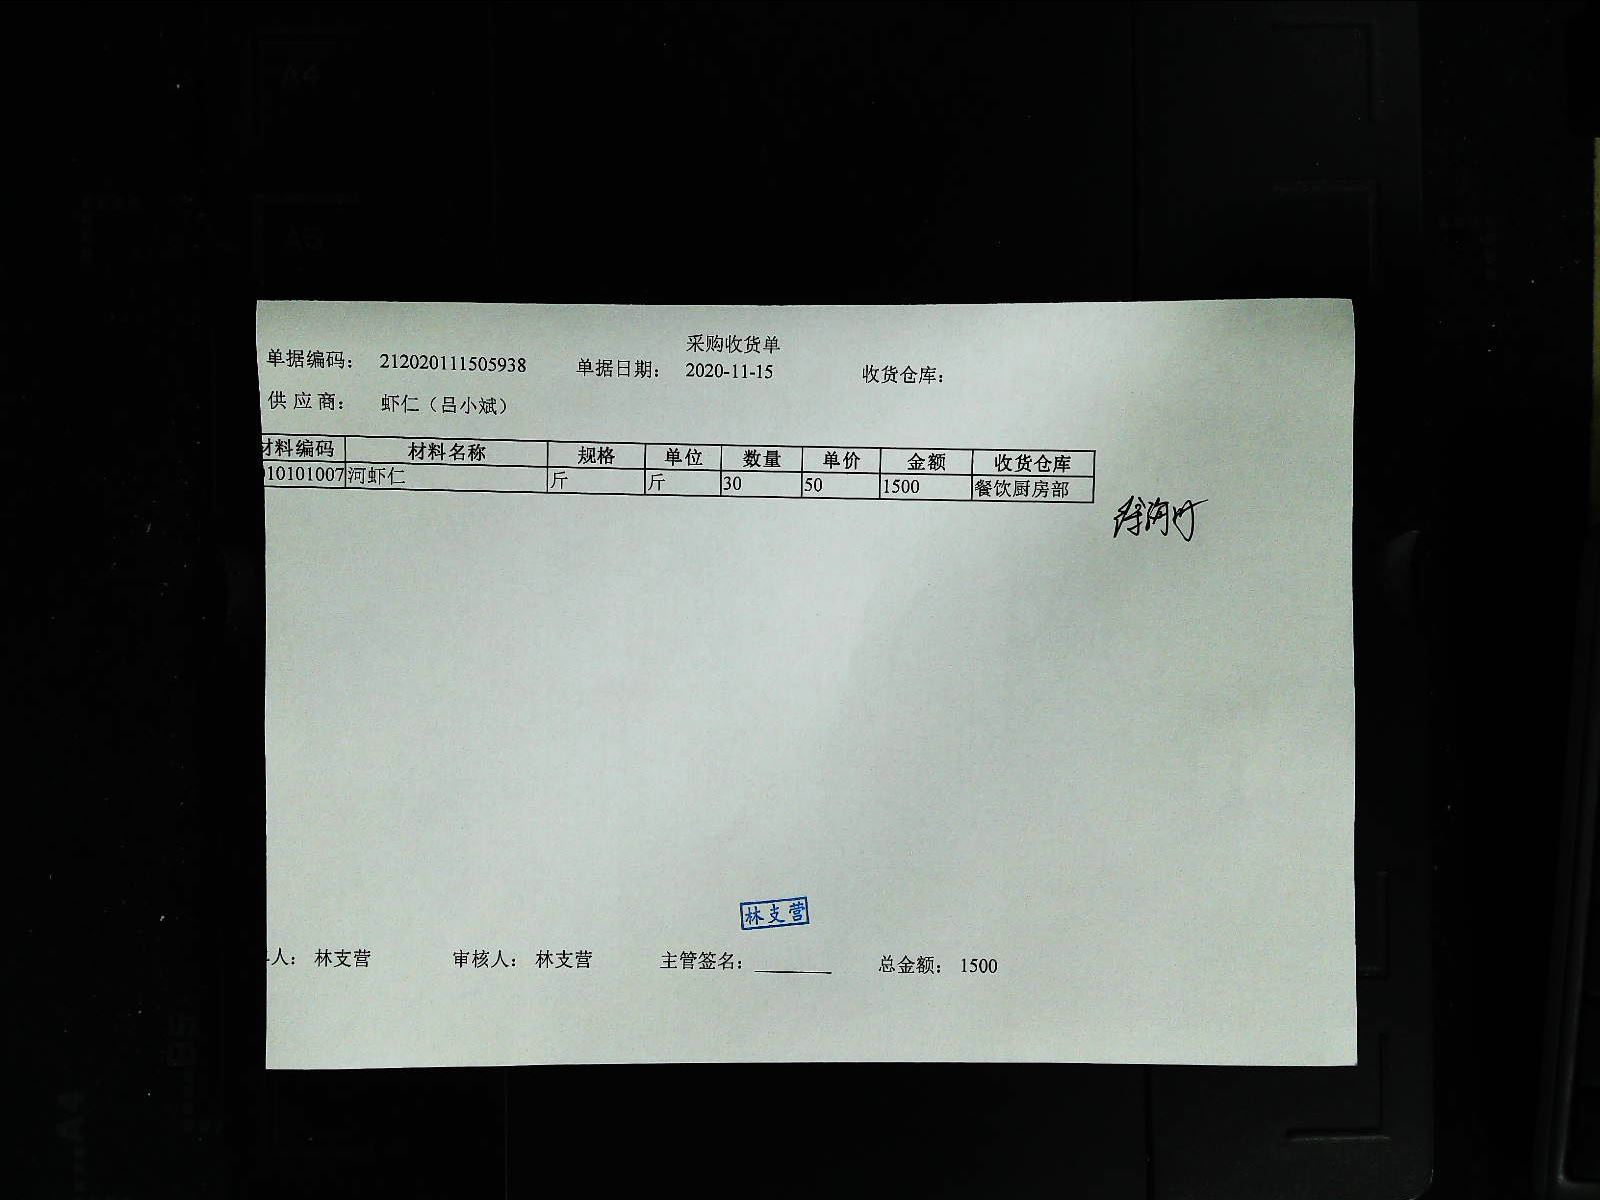 采购收货单
单据编码： 212020111505938 单据日期： 2020-11-15 收货仓库：
供应商： 虾仁（吕小斌）
材料编码 材料名称 规格 单位 数量 单价 金额 收货仓库
10101007 河虾仁 斤 斤 30 50 1500 餐饮厨房部
林支营
人： 林支营 审核人： 林支营 主管签名： 总金额： 1500